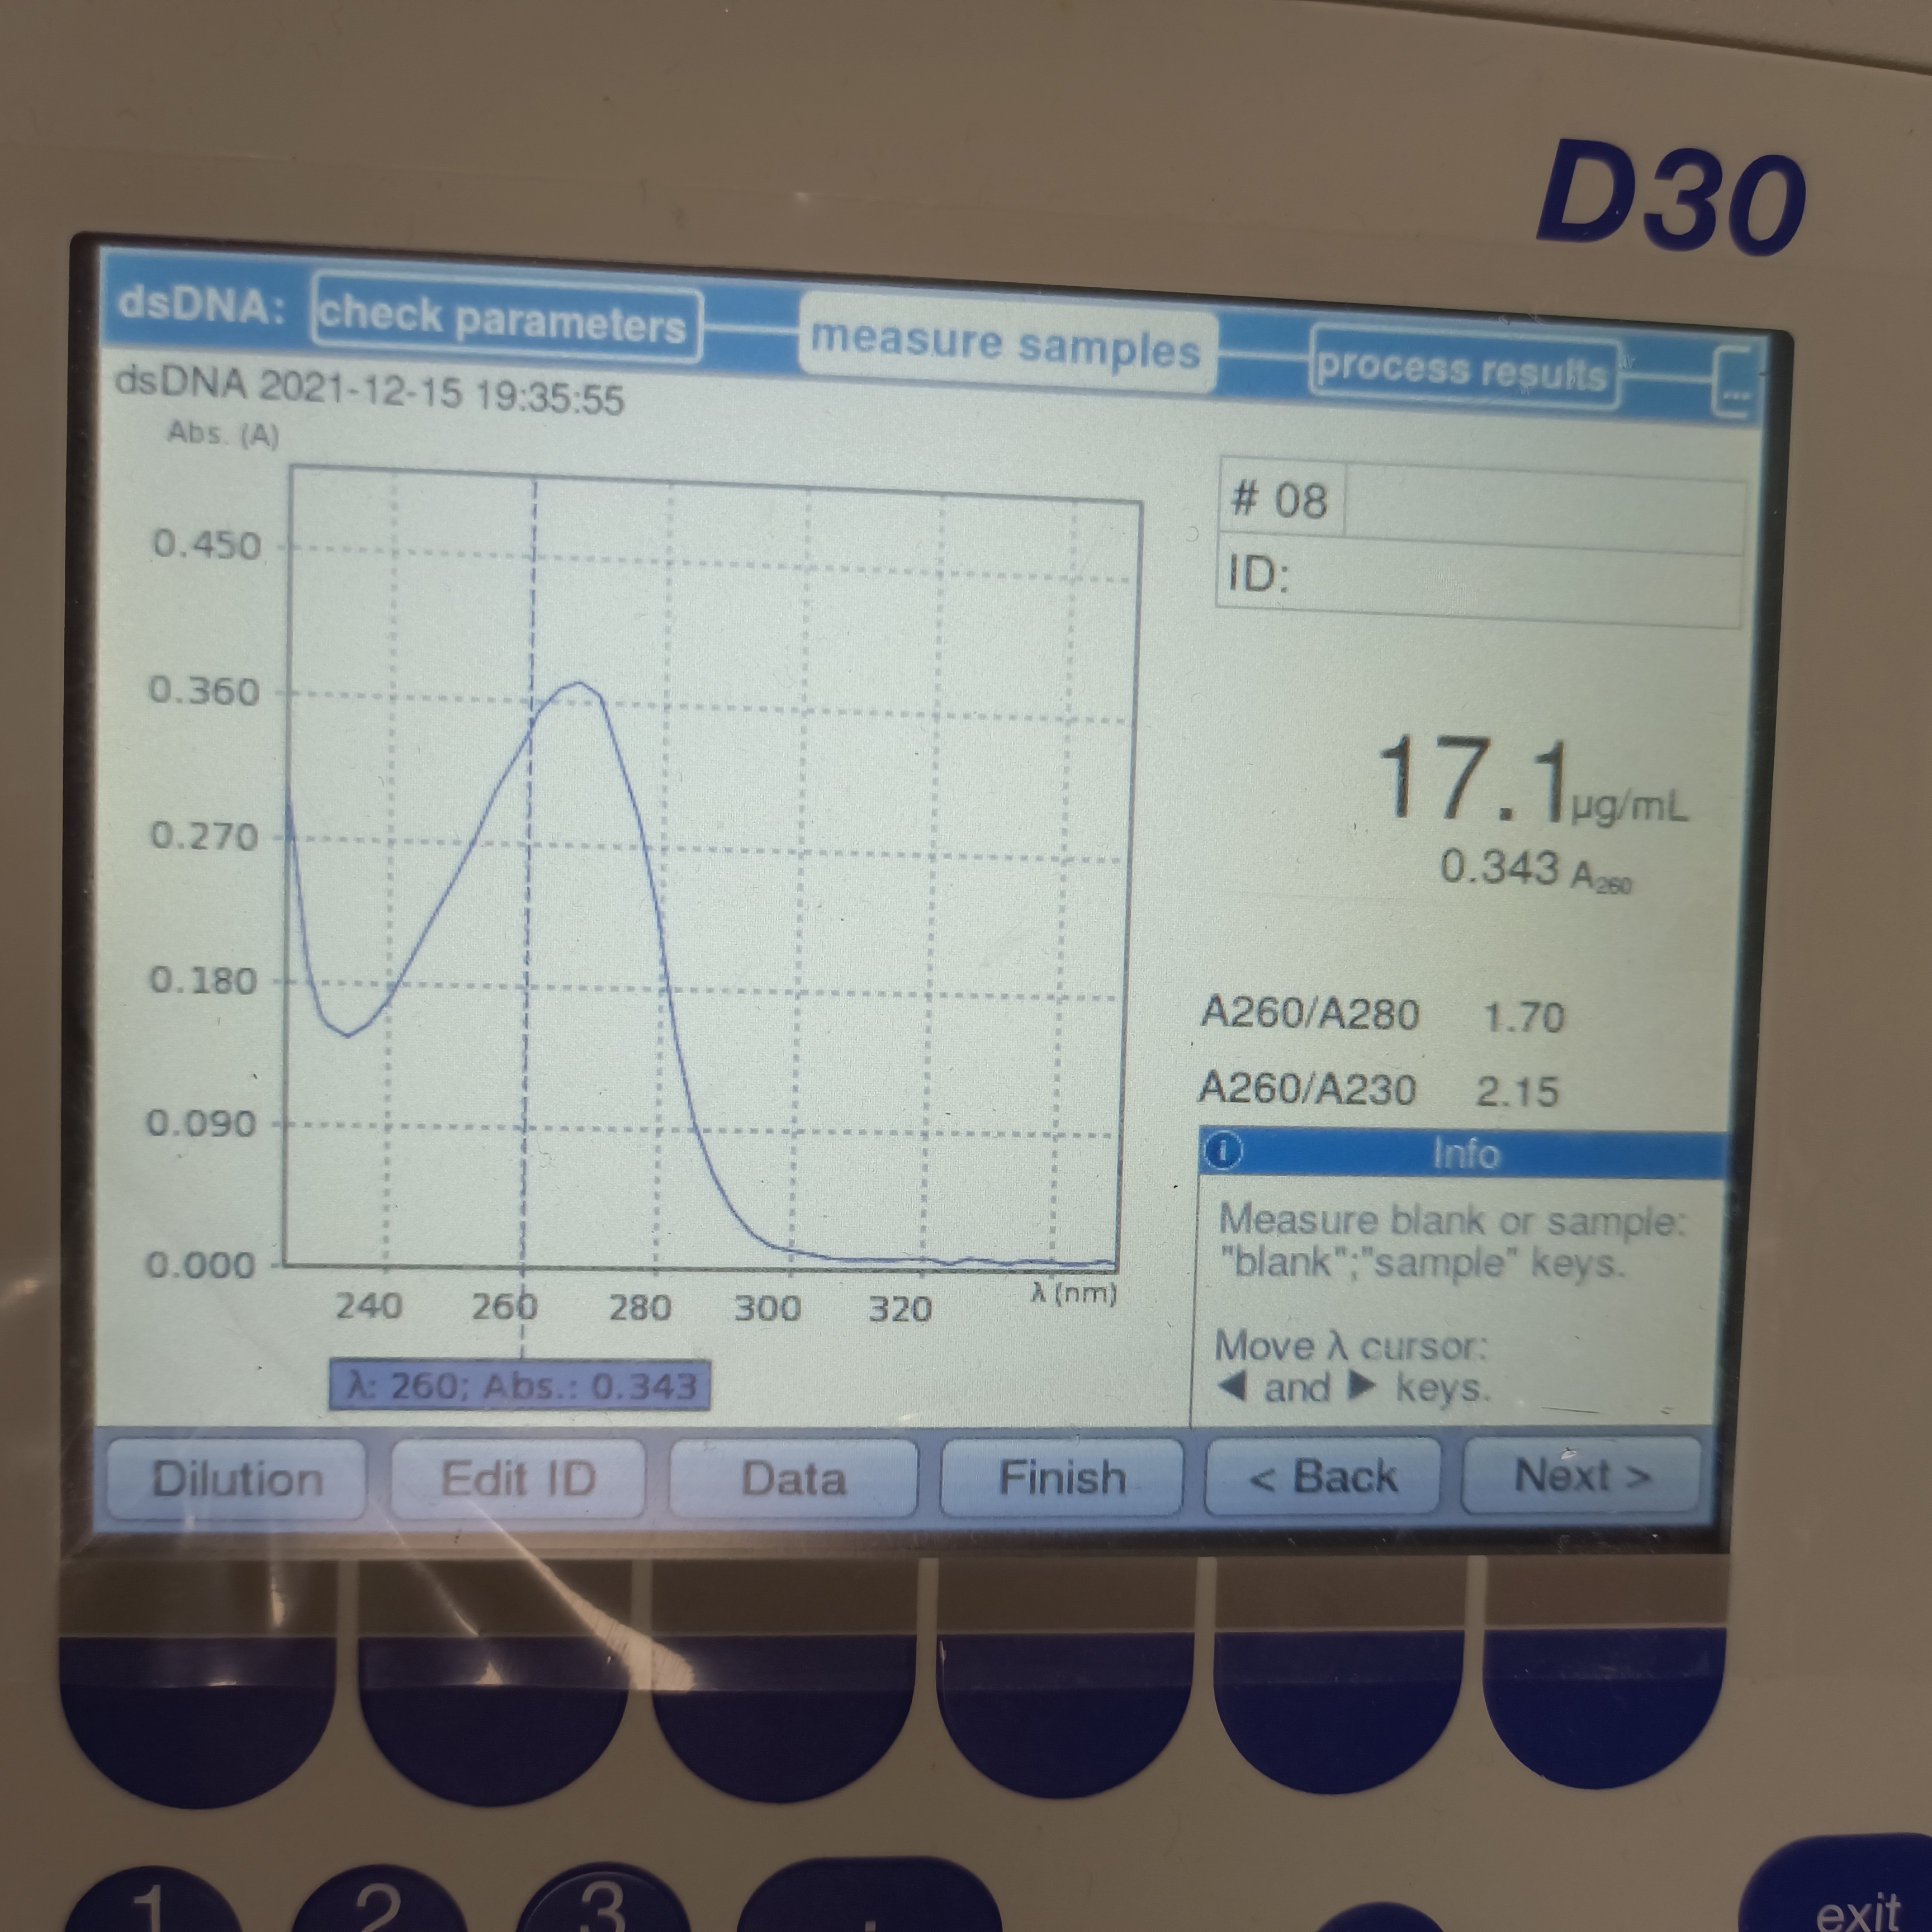 D30
dsDNA: check parameters measure samples process results ...
dsDNA 2021-12-15 19:35:55
Abs. (A)
0.450
0.360
0.270
0.180
0.090
0.000
240 260 280 300 320 λ (nm)
λ: 260; Abs.: 0.343
# 08
ID:
17.1 µg/mL
0.343 A260
A260/A280 1.70
A260/A230 2.15
i Info
Measure blank or sample:
"blank";"sample" keys.
Move λ cursor:
◀ and ▶ keys.
Dilution Edit ID Data Finish < Back Next >
1 2 3 exit